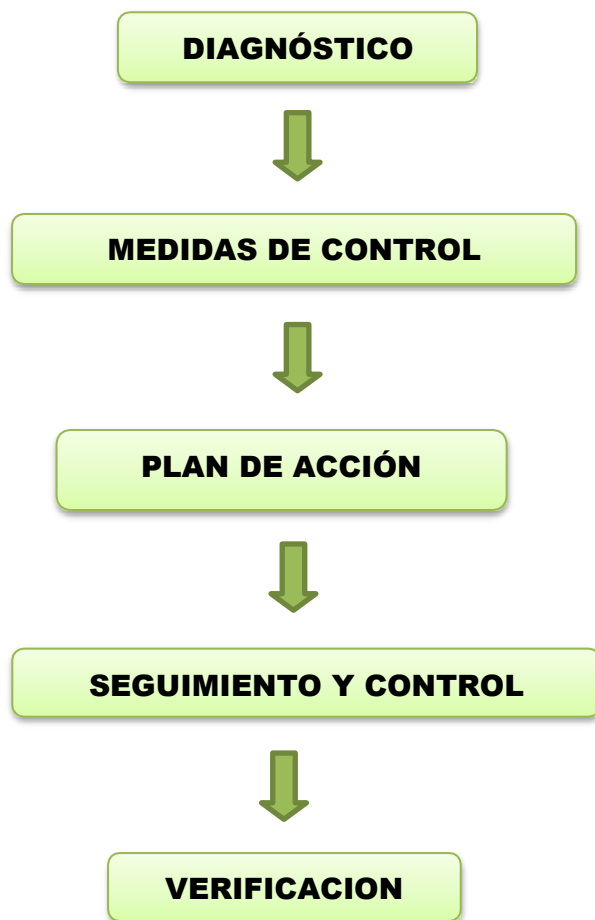 DIAGNÓSTICO
MEDIDAS DE CONTROL
PLAN DE ACCIÓN
SEGUIMIENTO Y CONTROL
VERIFICACION